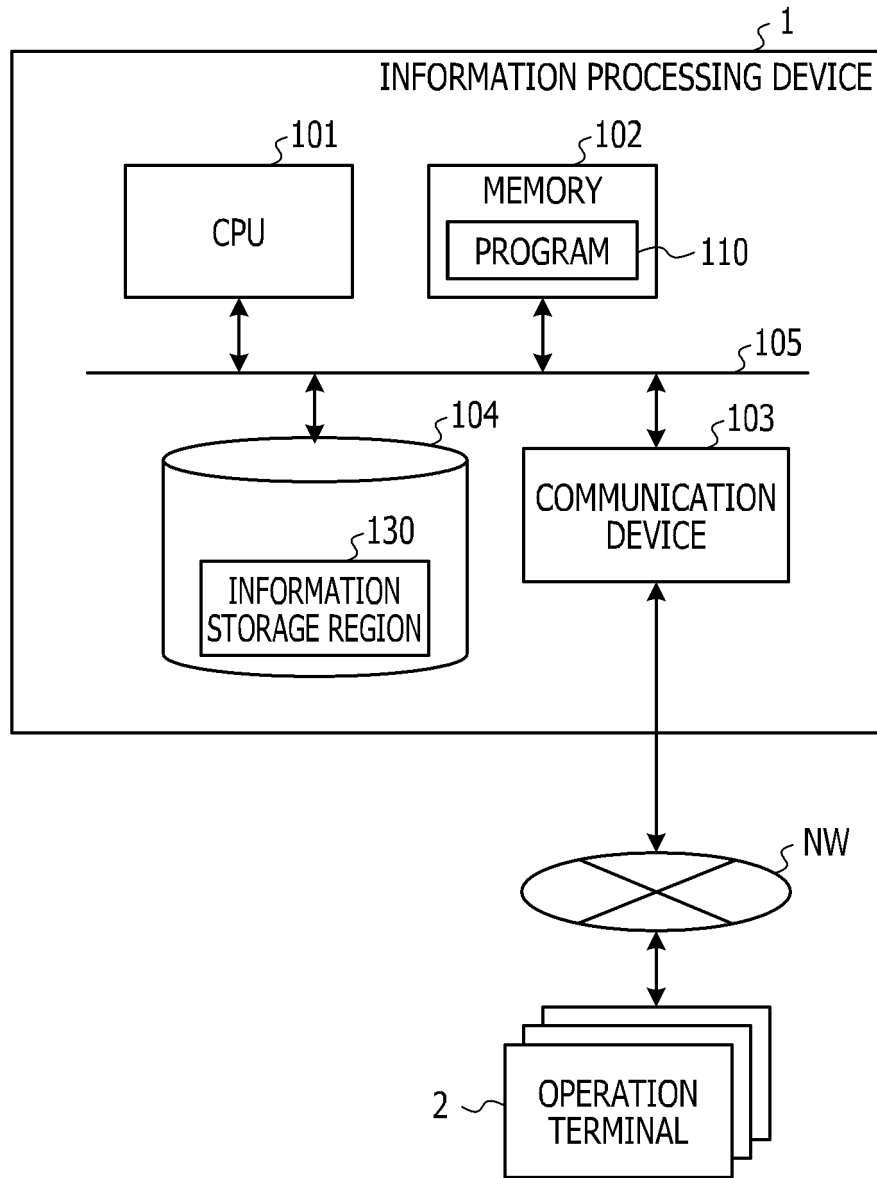 1
INFORMATION PROCESSING DEVICE
101
CPU
102
MEMORY
PROGRAM
110
105
104
130
INFORMATION
STORAGE REGION
103
COMMUNICATION
DEVICE
NW
2
OPERATION
TERMINAL